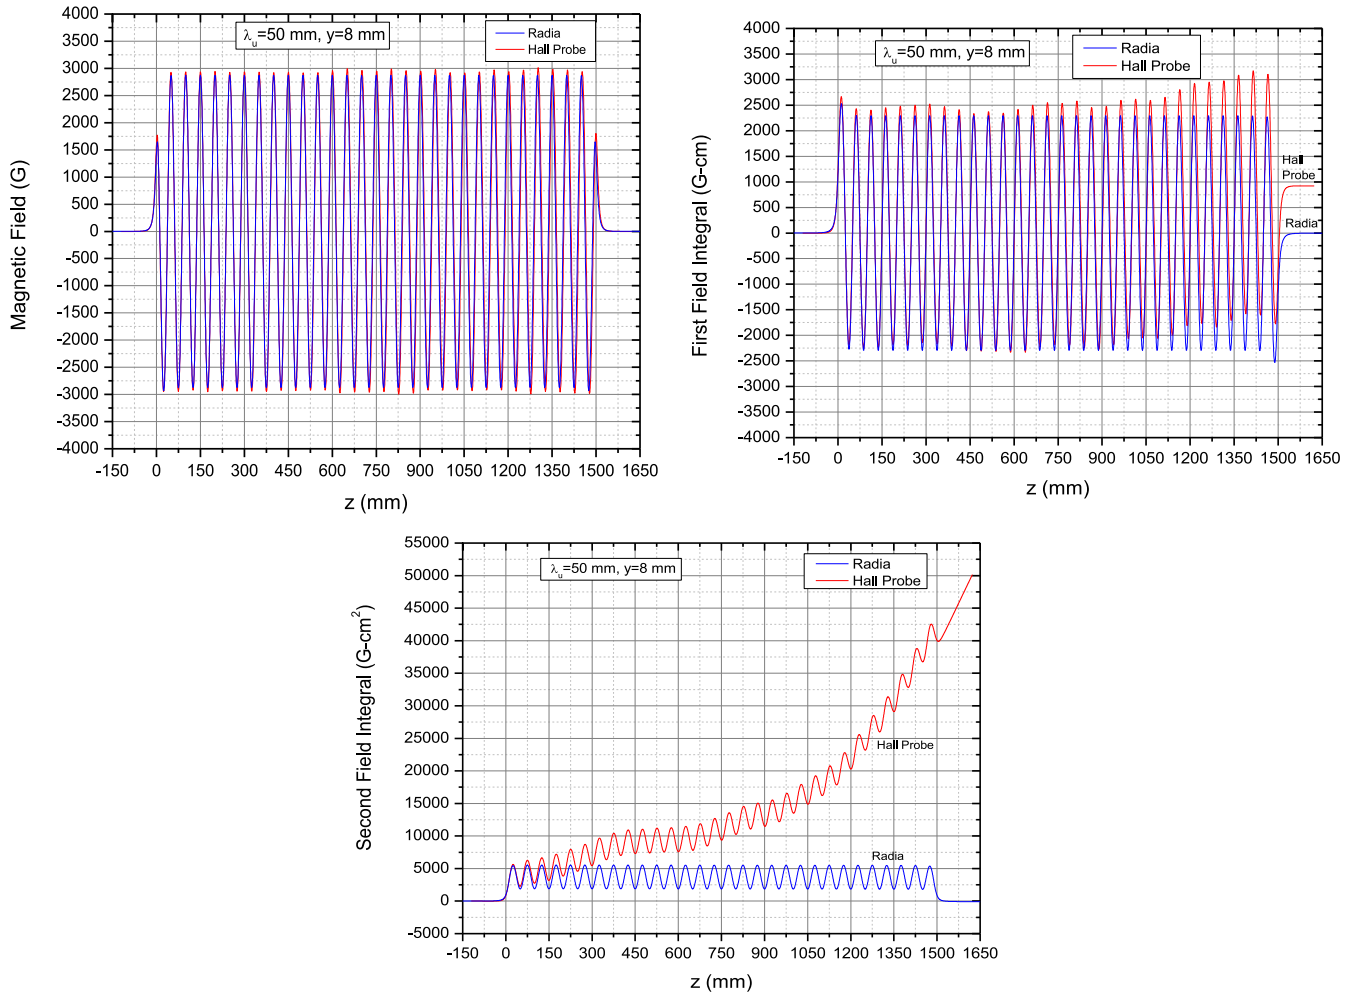 4000
3500
3000
2500
2000
1500
1000
500
0
-500
-1000
-1500
-2000
-2500
-3000
-3500
-4000
Magnetic Field (G)
λu=50 mm, y=8 mm
Radia
Hall Probe
-150 0 150 300 450 600 750 900 1050 1200 1350 1500 1650
z (mm)
4000
3500
3000
2500
2000
1500
1000
500
0
-500
-1000
-1500
-2000
-2500
-3000
-3500
-4000
First Field Integral (G-cm)
λu=50 mm, y=8 mm
Radia
Hall Probe
Hall
Probe
Radia
-150 0 150 300 450 600 750 900 1050 1200 1350 1500 1650
z (mm)
55000
50000
45000
40000
35000
30000
25000
20000
15000
10000
5000
0
-5000
Second Field Integral (G-cm²)
λu=50 mm, y=8 mm
Radia
Hall Probe
Hall Probe
Radia
-150 0 150 300 450 600 750 900 1050 1200 1350 1500 1650
z (mm)